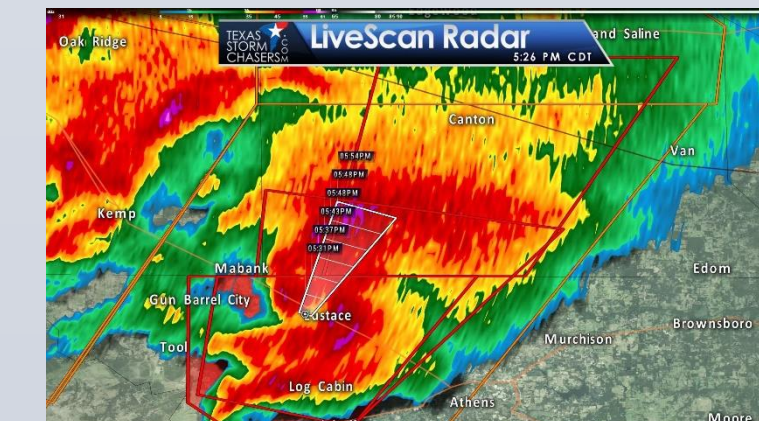 Oak Ridge
TEXAS
STORM
CHASERS
.COM
LiveScan Radar
5:26 PM CDT
and Saline
Canton
Van
05:54PM
05:48PM
05:48PM
05:43PM
05:37PM
05:31PM
Kemp
Mabank
Gun Barrel City
Eustace
Edom
Brownsboro
Tool
Murchison
Log Cabin
Athens
Moore